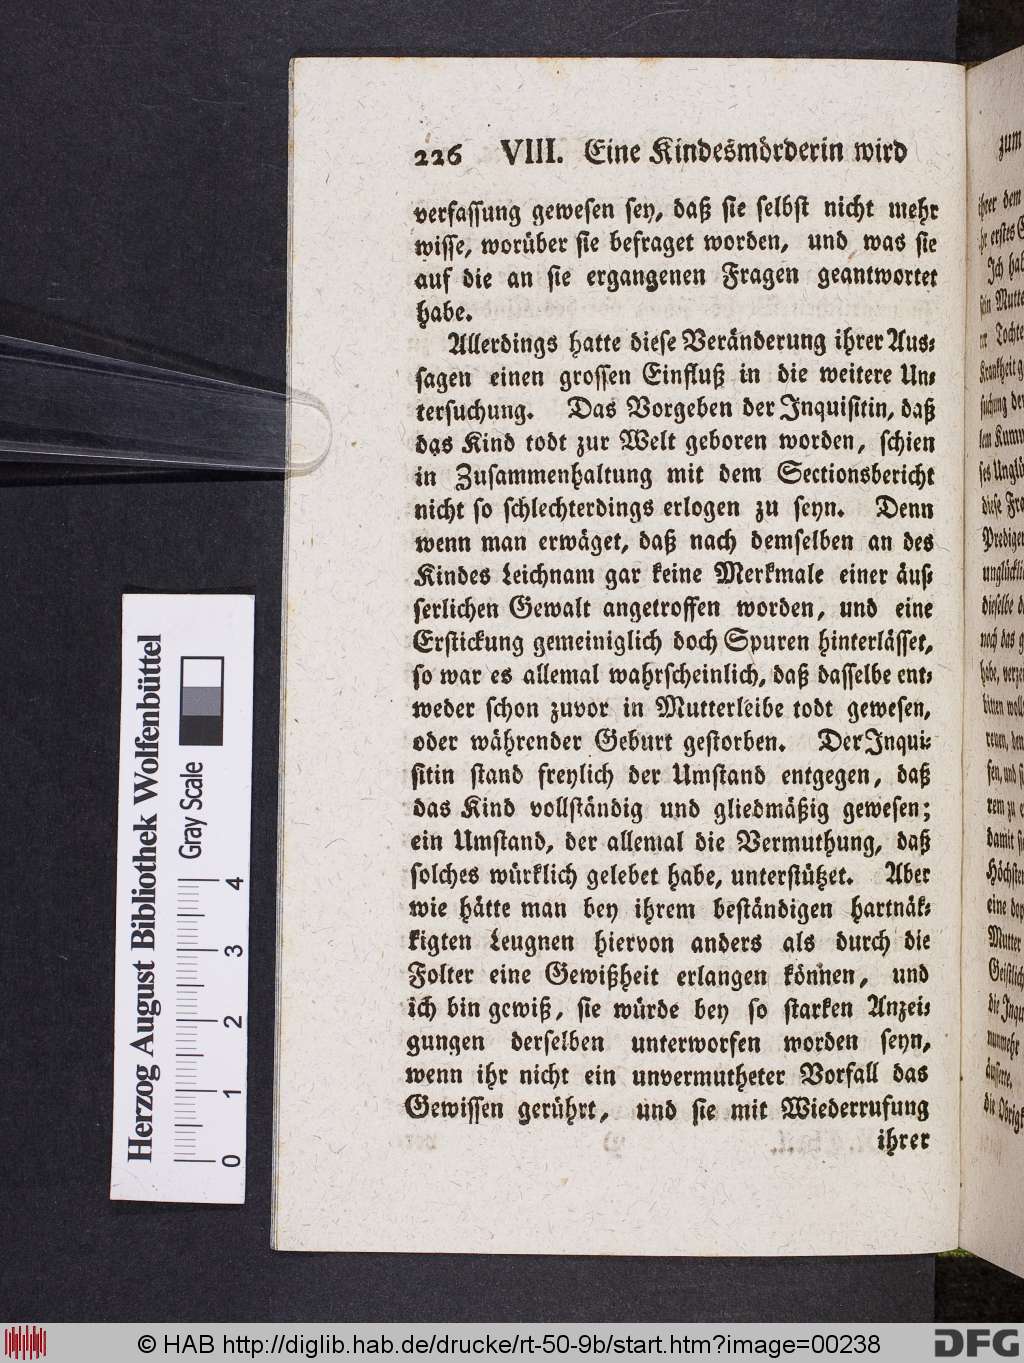 226 VIII. Eine Kindesmörderin wird
verfassung gewesen sey, daß sie selbst nicht mehr
wisse, worüber sie befraget worden, und was sie
auf die an sie ergangenen Fragen geantwortet
habe.
Allerdings hatte diese Veränderung ihrer Aus-
sagen einen grossen Einfluß in die weitere Un-
tersuchung. Das Vorgeben der Inquisitin, daß
das Kind todt zur Welt geboren worden, schien
in Zusammenhaltung mit dem Sectionsbericht
nicht so schlechterdings erlogen zu seyn. Denn
wenn man erwäget, daß nach demselben an des
Kindes Leichnam gar keine Merkmale einer äus-
serlichen Gewalt angetroffen worden, und eine
Erstickung gemeiniglich doch Spuren hinterlässet,
so war es allemal wahrscheinlich, daß dasselbe ent-
weder schon zuvor in Mutterleibe todt gewesen,
oder währender Geburt gestorben. Der Inqui-
sitin stand freylich der Umstand entgegen, daß
das Kind vollständig und gliedmäßig gewesen;
ein Umstand, der allemal die Vermuthung, daß
solches würklich gelebet habe, unterstützet. Aber
wie hätte man bey ihrem beständigen hartnäk-
kigten Leugnen hiervon anders als durch die
Folter eine Gewißheit erlangen können, und
ich bin gewiß, sie würde bey so starken Anzei-
gungen derselben unterworfen worden seyn,
wenn ihr nicht ein unvermutheter Vorfall das
Gewissen gerührt, und sie mit Wiederrufung
ihrer
zum
Herzog August Bibliothek Wolfenbüttel
Gray Scale
0 1 2 3 4
© HAB http://diglib.hab.de/drucke/rt-50-9b/start.htm?image=00238
DFG